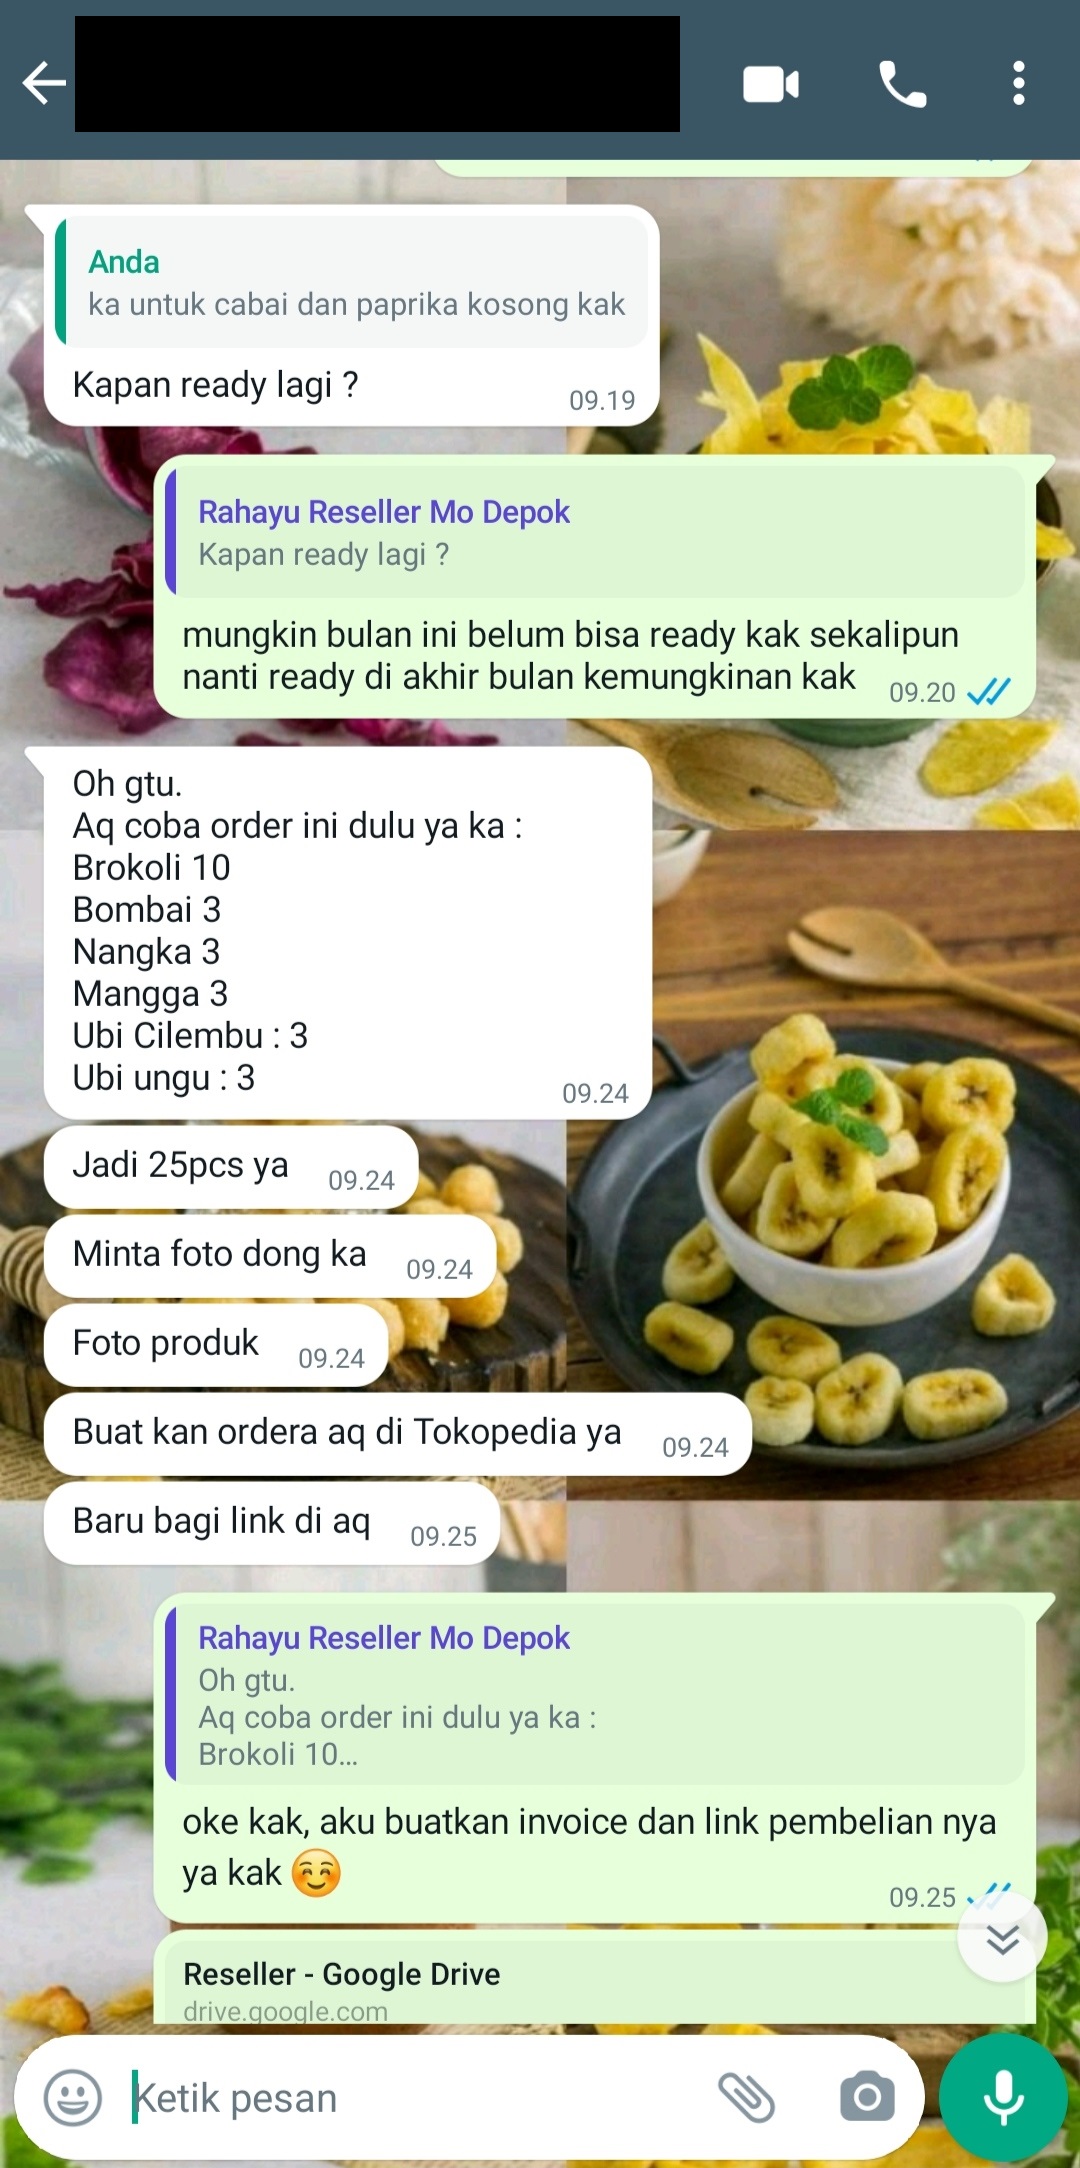 Anda
ka untuk cabai dan paprika kosong kak
Kapan ready lagi ?
09.19
Rahayu Reseller Mo Depok
Kapan ready lagi ?
mungkin bulan ini belum bisa ready kak sekalipun
nanti ready di akhir bulan kemungkinan kak
09.20
Oh gtu.
Aq coba order ini dulu ya ka :
Brokoli 10
Bombai 3
Nangka 3
Mangga 3
Ubi Cilembu : 3
Ubi ungu : 3
09.24
Jadi 25pcs ya 09.24
Minta foto dong ka 09.24
Foto produk 09.24
Buat kan ordera aq di Tokopedia ya 09.24
Baru bagi link di aq 09.25
Rahayu Reseller Mo Depok
Oh gtu.
Aq coba order ini dulu ya ka :
Brokoli 10...
oke kak, aku buatkan invoice dan link pembelian nya
ya kak ☺️
09.25
Reseller - Google Drive
drive.google.com
Ketik pesan